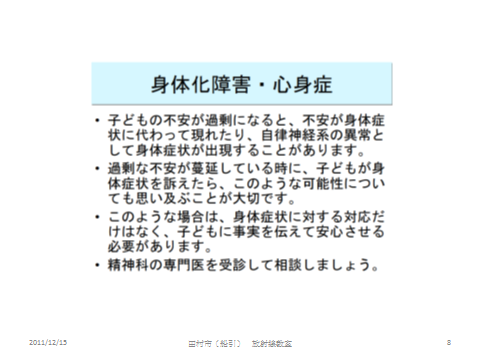 身体化障害・心身症
• 子どもの不安が過剰になると、不安が身体症
状に代わって現れたり、自律神経系の異常と
して身体症状が出現することがあります。
• 過剰な不安が蔓延している時に、子どもが身
体症状を訴えたら、このような可能性につい
ても思い及ぶことが大切です。
• このような場合は、身体症状に対する対応だ
けはなく、子どもに事実を伝えて安心させる
必要があります。
• 精神科の専門医を受診して相談しましょう。
2011/12/15
田村市〔船引〕 放射線教室
8